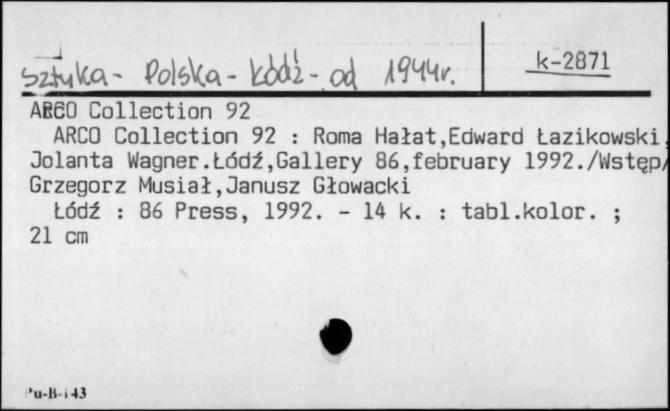 Sztuka - Polska - Łódź - od 1944r.
k-2871
ARCO Collection 92
ARCO Collection 92 : Roma Hałat,Edward Łazikowski,
Jolanta Wagner.Łódź,Gallery 86,february 1992./Wstęp/
Grzegorz Musiał,Janusz Głowacki
Łódź : 86 Press, 1992. - 14 k. : tabl.kolor. ;
21 cm
Pu-B-143